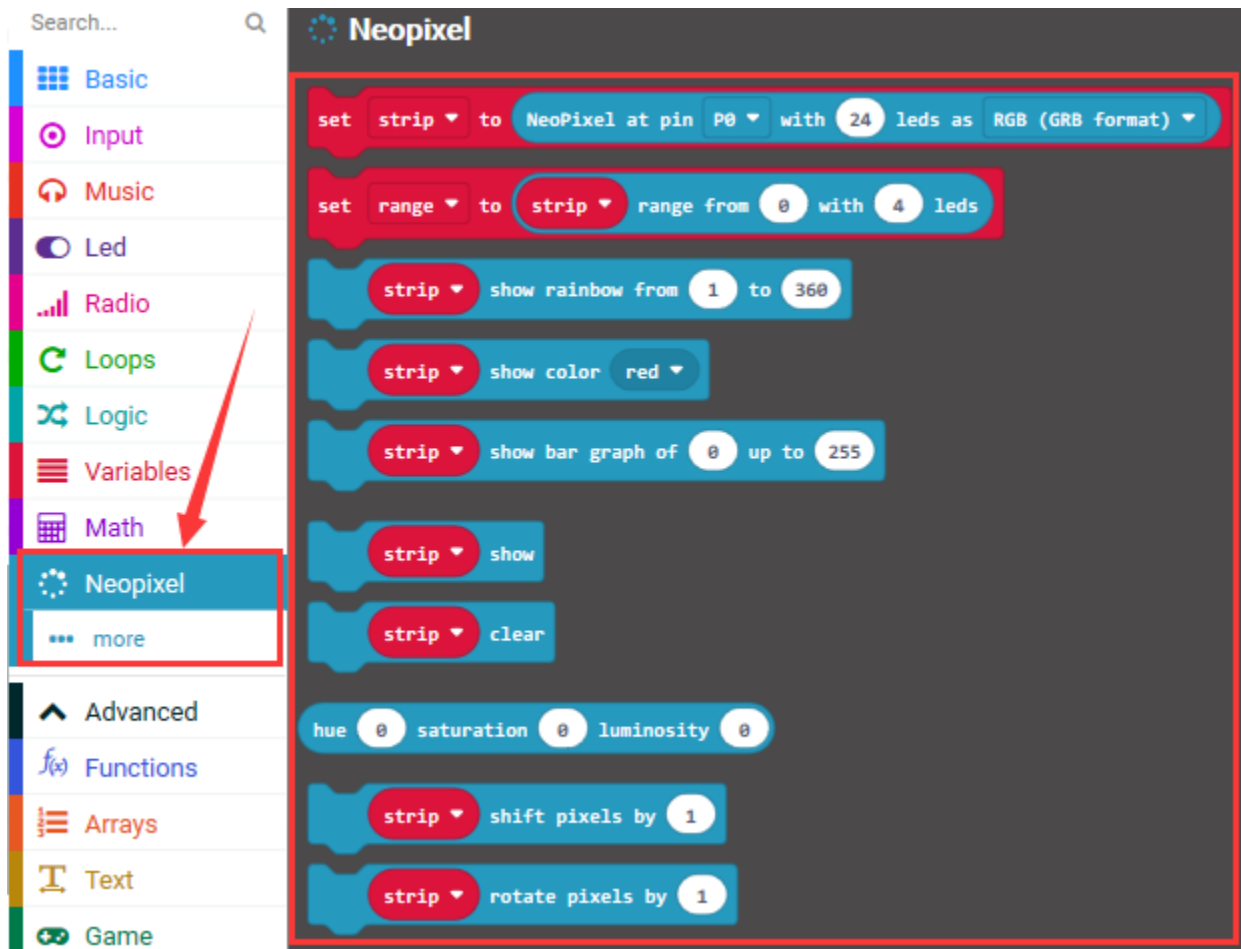 Search...
Basic
Input
Music
Led
Radio
Loops
Logic
Variables
Math
Neopixel
more
Advanced
Functions
Arrays
Text
Game
Neopixel
set strip to NeoPixel at pin P0 with 24 leds as RGB (GRB format)
set range to strip range from 0 with 4 leds
strip show rainbow from 1 to 360
strip show color red
strip show bar graph of 0 up to 255
strip show
strip clear
hue 0 saturation 0 luminosity 0
strip shift pixels by 1
strip rotate pixels by 1